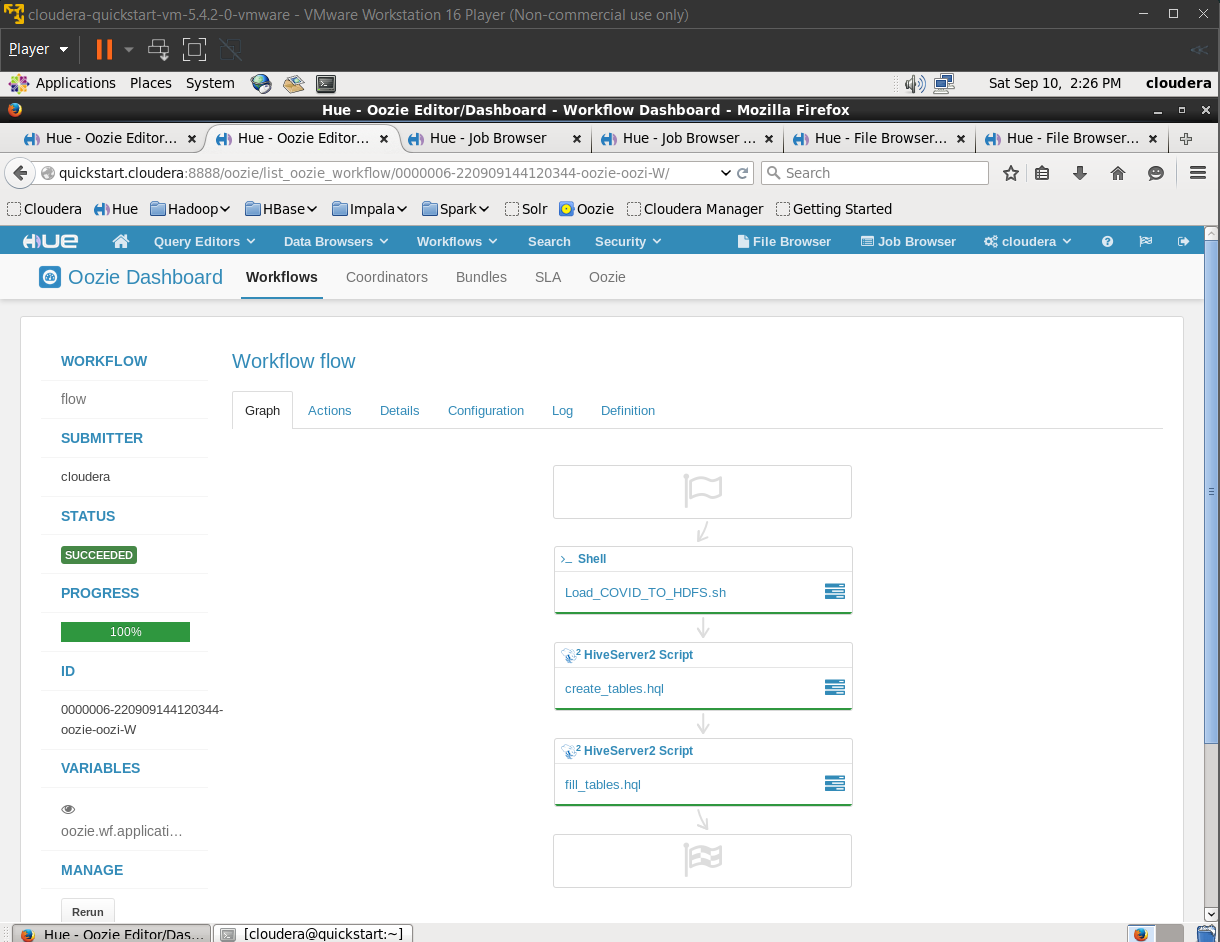 cloudera-quickstart-vm-5.4.2-0-vmware - VMware Workstation 16 Player (Non-commercial use only)
Player
Applications Places System Sat Sep 10, 2:26 PM cloudera
Hue - Oozie Editor/Dashboard - Workflow Dashboard - Mozilla Firefox
Hue - Oozie Editor... Hue - Oozie Editor... Hue - Job Browser Hue - Job Browser ... Hue - File Browser... Hue - File Browser...
quickstart.cloudera:8888/oozie/list_oozie_workflow/0000006-220909144120344-oozie-oozi-W/ Search
Cloudera Hue Hadoop HBase Impala Spark Solr Oozie Cloudera Manager Getting Started
HUE Query Editors Data Browsers Workflows Search Security File Browser Job Browser cloudera
Oozie Dashboard Workflows Coordinators Bundles SLA Oozie
WORKFLOW
flow
SUBMITTER
cloudera
STATUS
SUCCEEDED
PROGRESS
100%
ID
0000006-220909144120344-
oozie-oozi-W
VARIABLES
oozie.wf.applicati...
MANAGE
Rerun
Workflow flow
Graph Actions Details Configuration Log Definition
>_ Shell
Load_COVID_TO_HDFS.sh
2 HiveServer2 Script
create_tables.hql
2 HiveServer2 Script
fill_tables.hql
Hue - Oozie Editor/Das... [cloudera@quickstart:~]